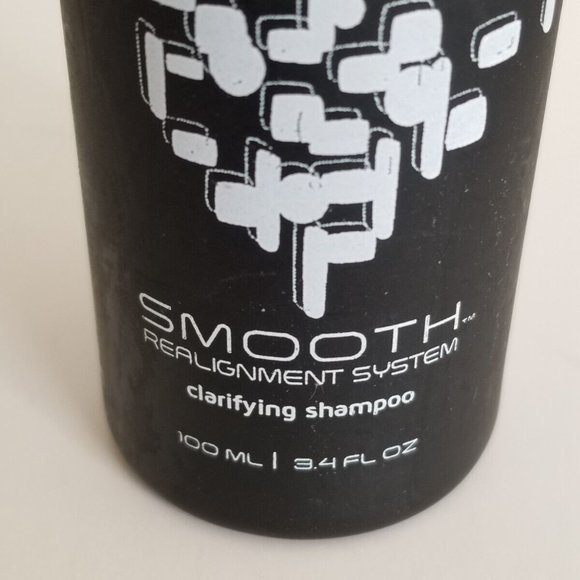 SMOOTH™
REALIGNMENT SYSTEM
clarifying shampoo
100 ML | 3.4 FL OZ